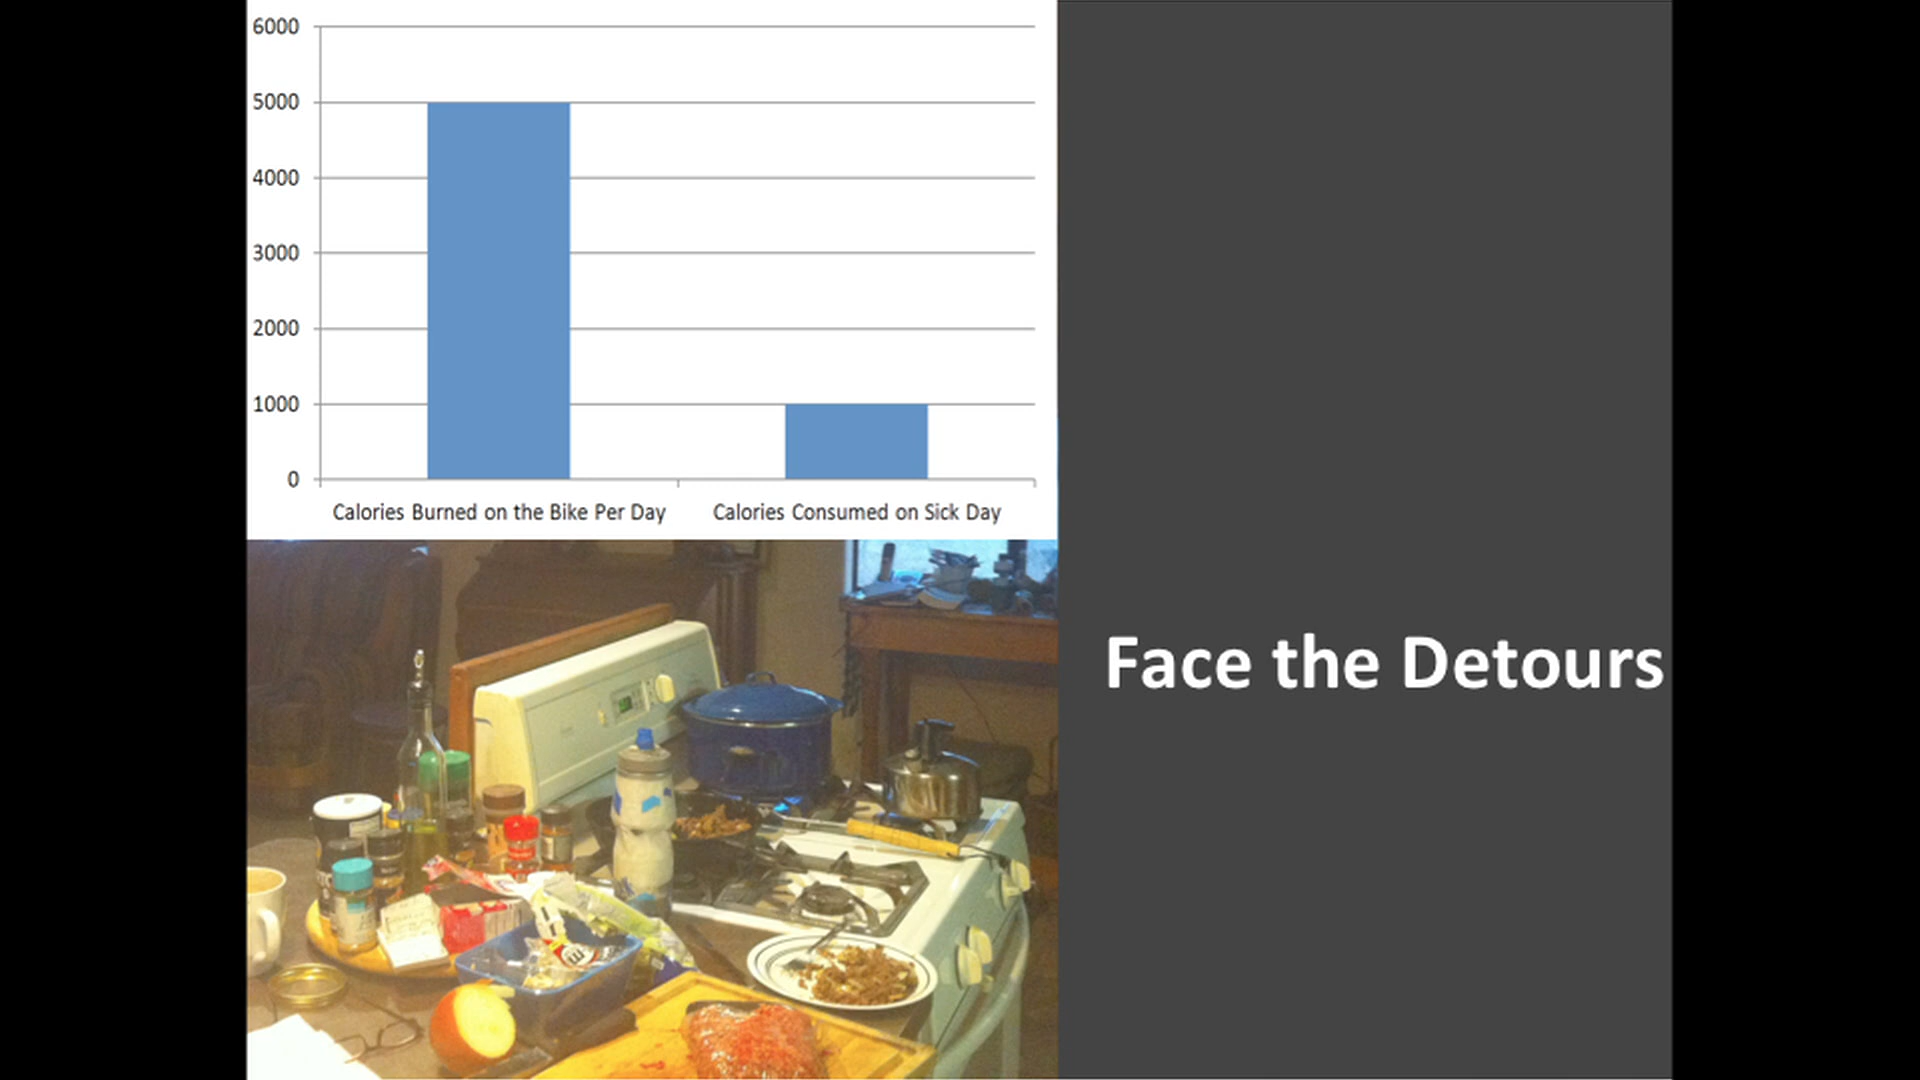 6000
5000
4000
3000
2000
1000
0
Calories Burned on the Bike Per Day
Calories Consumed on Sick Day
Face the Detours